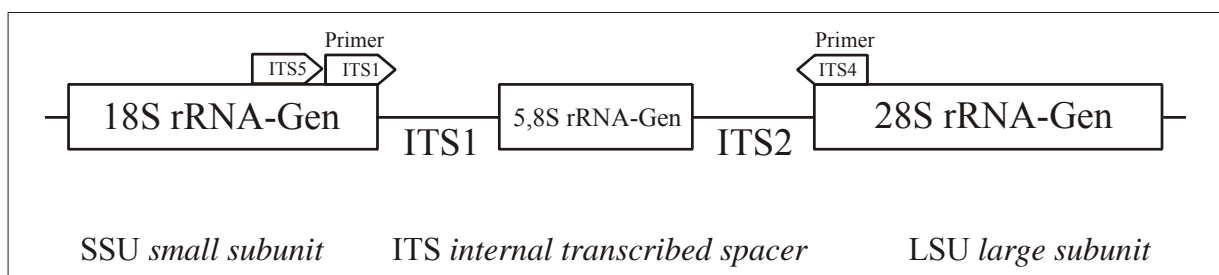 Primer Primer
ITS5 ITS1 ITS4
18S rRNA-Gen 5,8S rRNA-Gen 28S rRNA-Gen
ITS1 ITS2
SSU small subunit ITS internal transcribed spacer LSU large subunit